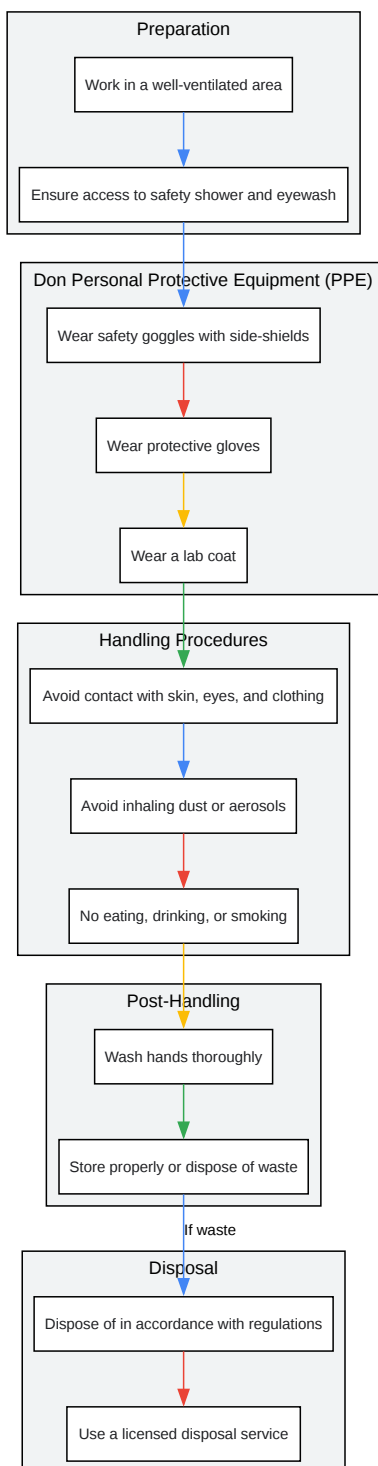 Preparation
Work in a well-ventilated area
Ensure access to safety shower and eyewash
Don Personal Protective Equipment (PPE)
Wear safety goggles with side-shields
Wear protective gloves
Wear a lab coat
Handling Procedures
Avoid contact with skin, eyes, and clothing
Avoid inhaling dust or aerosols
No eating, drinking, or smoking
Post-Handling
Wash hands thoroughly
Store properly or dispose of waste
If waste
Disposal
Dispose of in accordance with regulations
Use a licensed disposal service